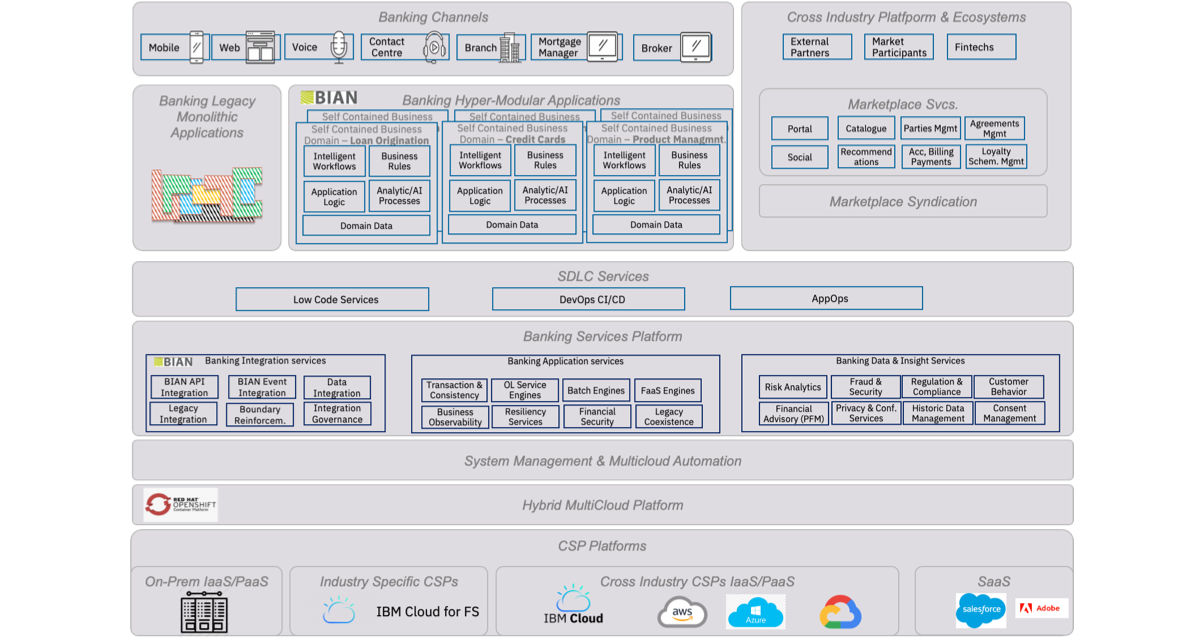 Banking Channels
Mobile
Web
Voice
Contact
Centre
Branch
Mortgage
Manager
Broker
Cross Industry Platfporm & Ecosystems
External
Partners
Market
Participants
Fintechs
Banking Legacy
Monolithic
Applications
BIAN
Banking Hyper-Modular Applications
Self Contained Business
Self Contained Business
Self Contained Business
Self Contained Business
Domain – Loan Origination
Intelligent
Workflows
Business
Rules
Application
Logic
Analytic/AI
Processes
Domain Data
Self Contained Business
Domain – Credit Cards
Intelligent
Workflows
Business
Rules
Application
Logic
Analytic/AI
Processes
Domain Data
Self Contained Business
Domain – Product Managmnt.
Intelligent
Workflows
Business
Rules
Application
Logic
Analytic/AI
Processes
Domain Data
Marketplace Svcs.
Portal
Catalogue
Parties Mgmt
Agreements
Mgmt
Social
Recommend
ations
Acc, Billing
Payments
Loyalty
Schem. Mgmt
Marketplace Syndication
SDLC Services
Low Code Services
DevOps CI/CD
AppOps
Banking Services Platform
BIAN
Banking Integration services
BIAN API
Integration
BIAN Event
Integration
Data
Integration
Legacy
Integration
Boundary
Reinforcem.
Integration
Governance
Banking Application services
Transaction &
Consistency
OL Service
Engines
Batch Engines
FaaS Engines
Business
Observability
Resiliency
Services
Financial
Security
Legacy
Coexistence
Banking Data & Insight Services
Risk Analytics
Fraud &
Security
Regulation &
Compliance
Customer
Behavior
Financial
Advisory (PFM)
Privacy & Conf.
Services
Historic Data
Management
Consent
Management
System Management & Multicloud Automation
RED HAT
OPENSHIFT
Container Platform
Hybrid MultiCloud Platform
CSP Platforms
On-Prem IaaS/PaaS
Industry Specific CSPs
IBM Cloud for FS
Cross Industry CSPs IaaS/PaaS
IBM Cloud
aws
Azure
SaaS
salesforce
Adobe